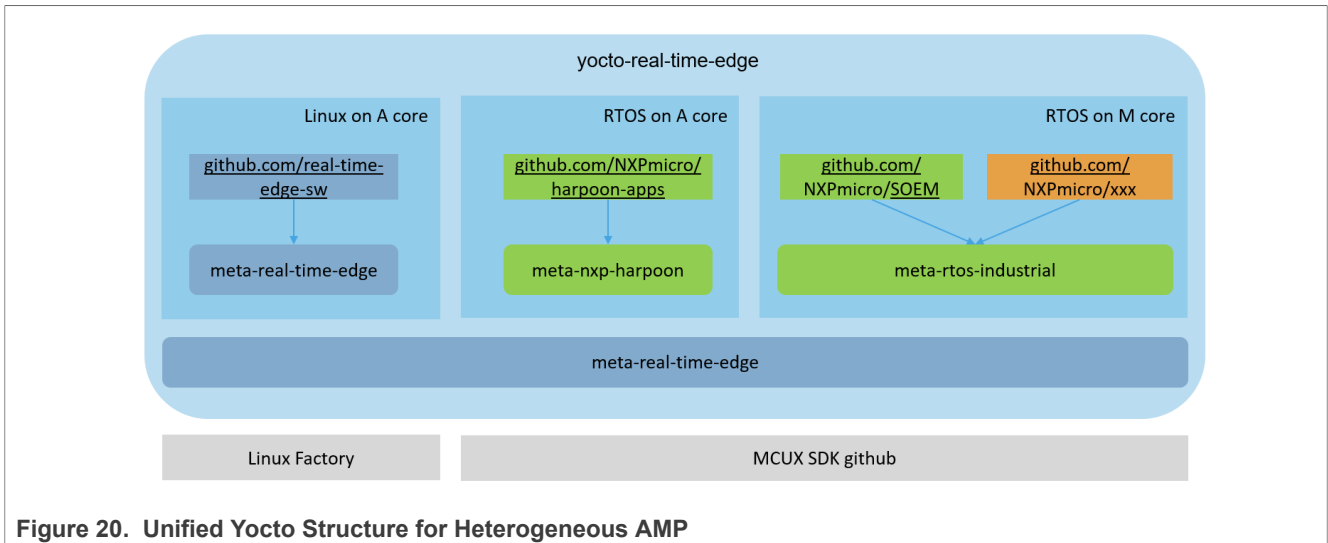 yocto-real-time-edge
Linux on A core
github.com/real-time-
edge-sw
meta-real-time-edge
RTOS on A core
github.com/NXPmicro/
harpoon-apps
meta-nxp-harpoon
RTOS on M core
github.com/
NXPmicro/SOEM
github.com/
NXPmicro/xxx
meta-rtos-industrial
meta-real-time-edge
Linux Factory
MCUX SDK github
Figure 20. Unified Yocto Structure for Heterogeneous AMP